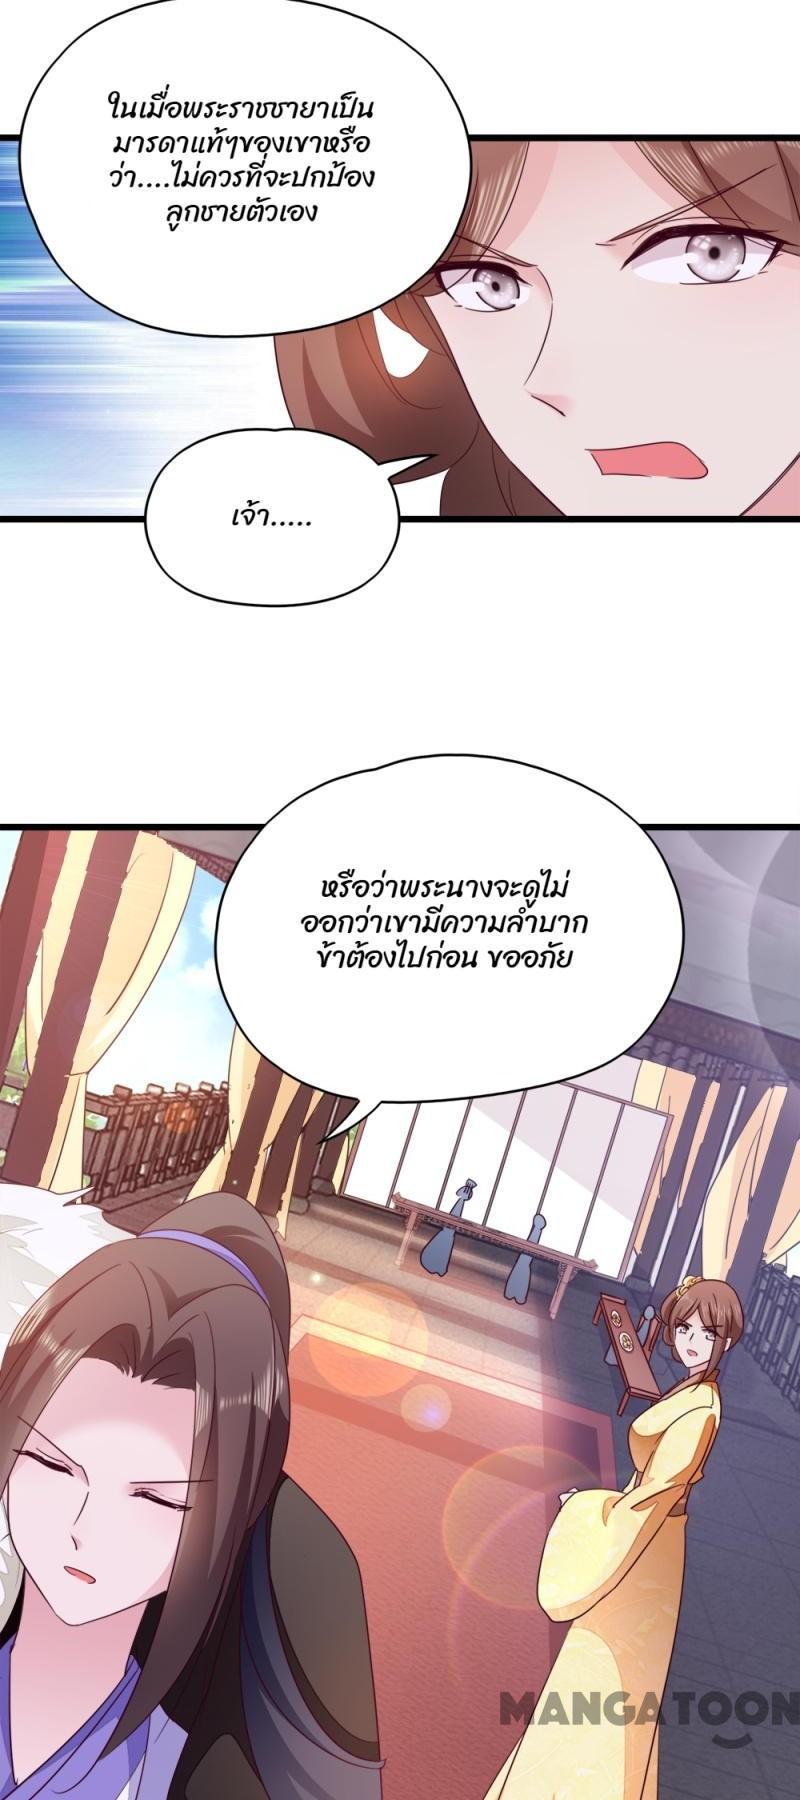 ในเมื่อพระราชชายาเป็น
มารดาแท้ๆของเขาหรือ
ว่า....ไม่ควรที่จะปกป้อง
ลูกชายตัวเอง
เจ้า.....
หรือว่าพระนางจะดูไม่
ออกว่าเขามีความลำบาก
ข้าต้องไปก่อน ขออภัย
MANGATOON